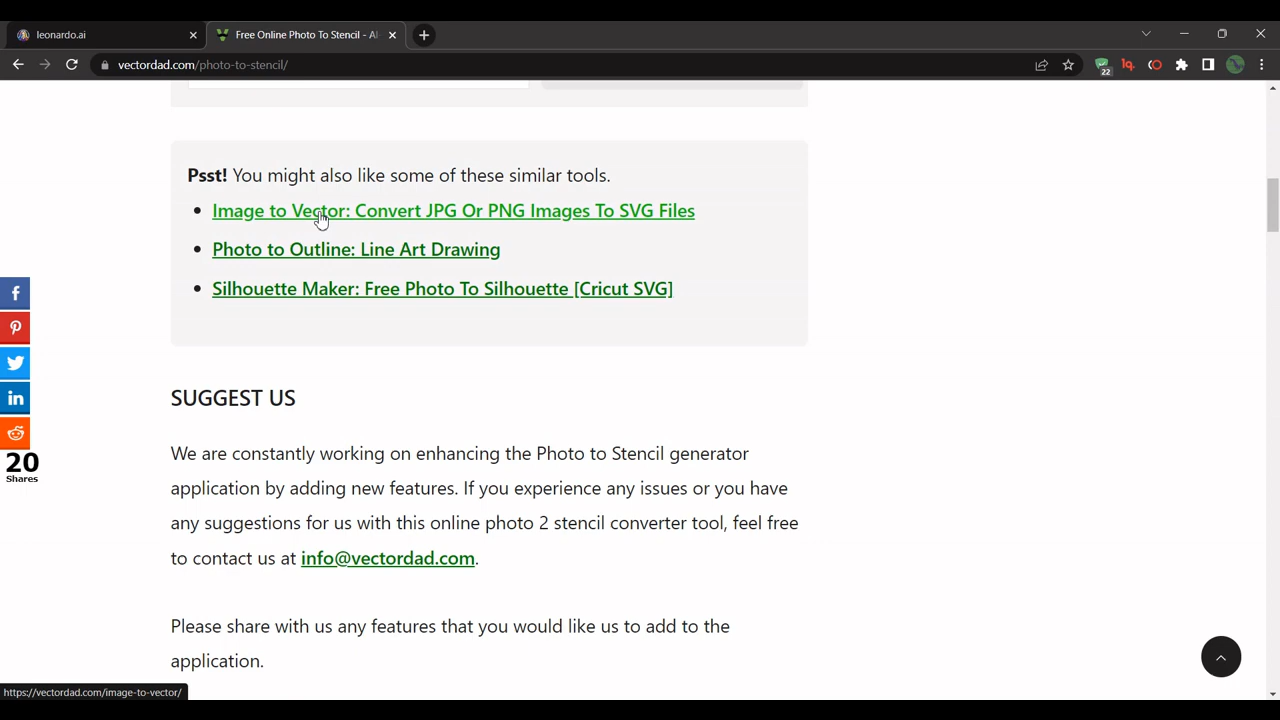 leonardo.ai
Free Online Photo To Stencil - AI
vectordad.com/photo-to-stencil/
22
Psst! You might also like some of these similar tools.
Image to Vector: Convert JPG Or PNG Images To SVG Files
Photo to Outline: Line Art Drawing
Silhouette Maker: Free Photo To Silhouette [Cricut SVG]
20
Shares
SUGGEST US
We are constantly working on enhancing the Photo to Stencil generator
application by adding new features. If you experience any issues or you have
any suggestions for us with this online photo 2 stencil converter tool, feel free
to contact us at info@vectordad.com.
Please share with us any features that you would like us to add to the
application.
https://vectordad.com/image-to-vector/